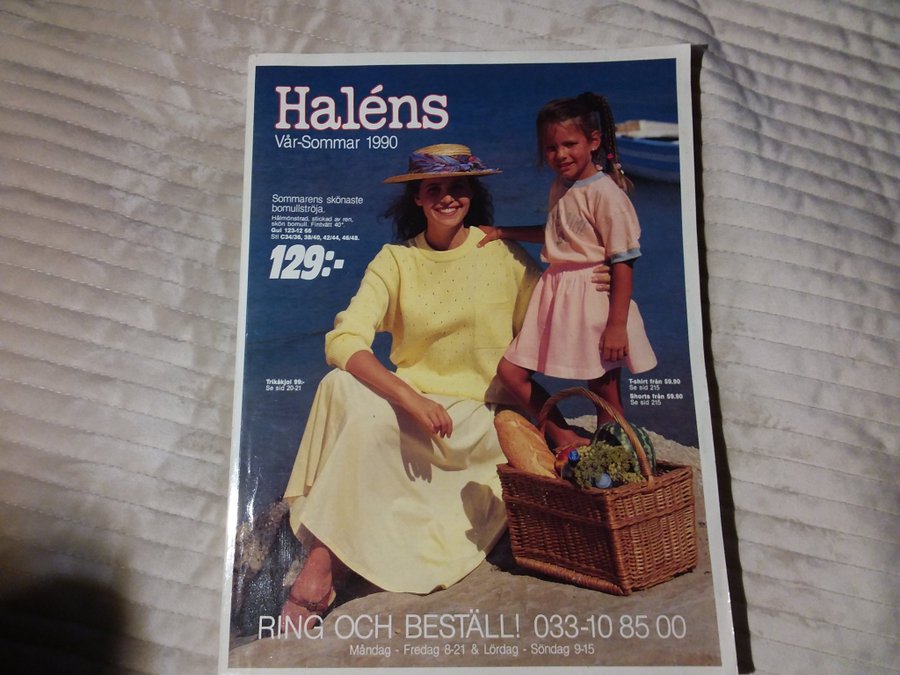 Haléns
Vår-Sommar 1990
Sommarens skönaste
bomullströja.
Hålmönstrad, stickad av ren,
skön bomull. Fintvätt 40°.
Gul 123-12 66
Stl C34/36, 38/40, 42/44, 46/48.
129:-
Trikåkjol 99:-
Se sid 20-21
T-shirt från 59.90
Se sid 215
Shorts från 59.90
Se sid 215
RING OCH BESTÄLL! 033-10 85 00
Måndag - Fredag 8-21 & Lördag - Söndag 9-15